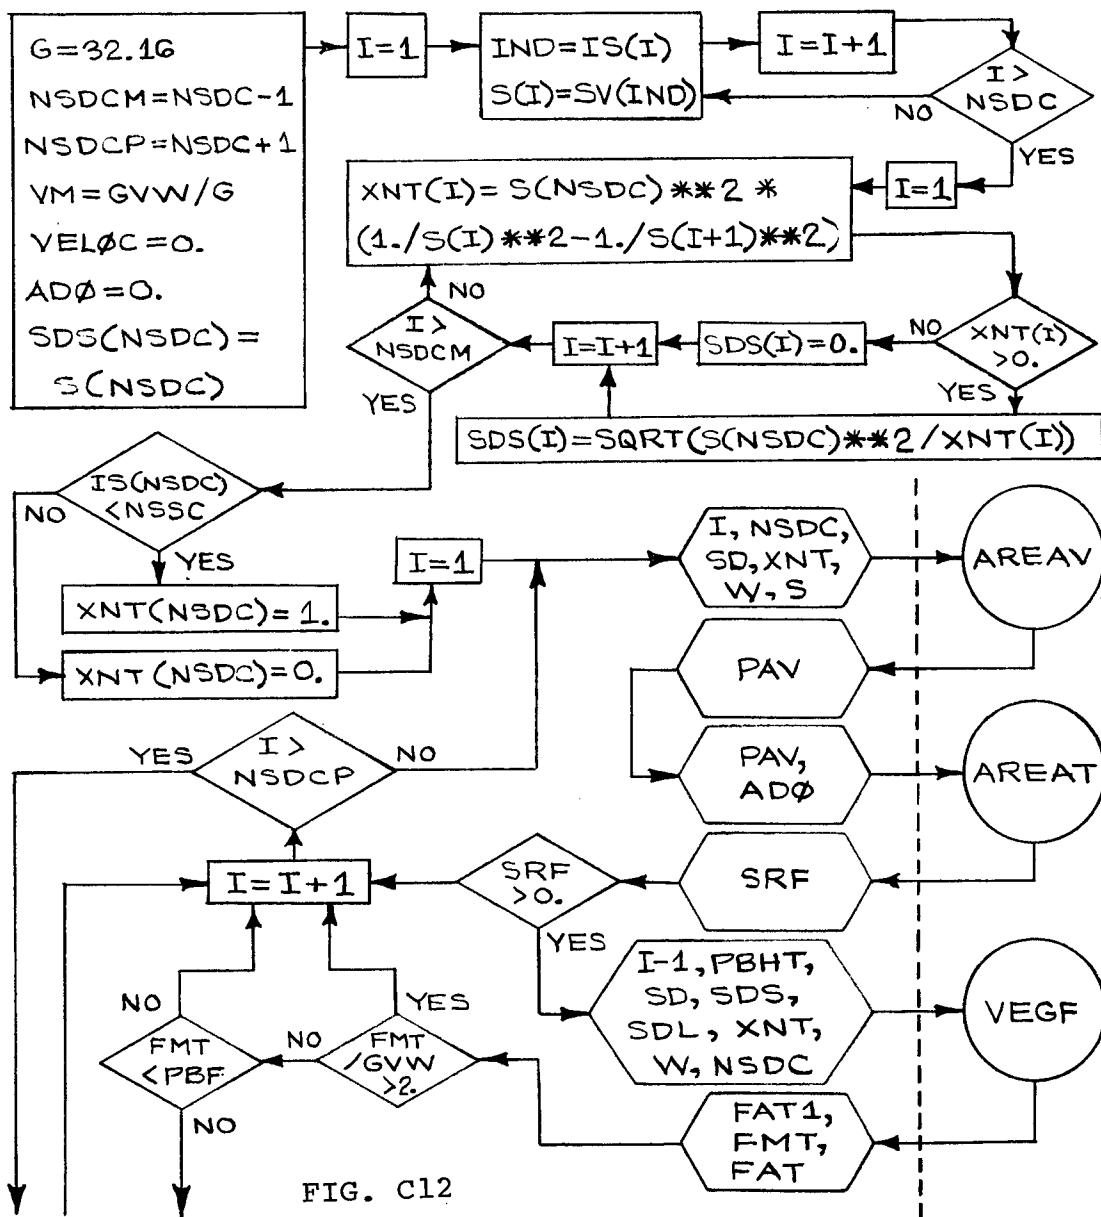 G=32.16
NSDCM=NSDC-1
NSDCP=NSDC+1
VM=GVW/G
VELØC=0.
ADØ=0.
SDS(NSDC)=
S(NSDC)
I=1
IND=IS(I)
S(I)=SV(IND)
I=I+1
I>
NSDC
NO
YES
I=1
XNT(I)=S(NSDC)**2*
(1./S(I)**2-1./S(I+1)**2)
NO
I>
NSDCM
YES
I=I+1
SDS(I)=0.
NO
XNT(I)
>0.
YES
SDS(I)=SQRT(S(NSDC)**2/XNT(I))
IS(NSDC)
<NSSC
NO
YES
XNT(NSDC)=1.
XNT(NSDC)=0.
I=1
I, NSDC,
SD, XNT,
W, S
AREAV
PAV
PAV,
ADØ
AREAT
YES
I>
NSDCP
NO
I=I+1
SRF
>0.
YES
SRF
I-1, PBHT,
SD, SDS,
SDL, XNT,
W, NSDC
VEGF
NO
FMT
<PBF
NO
NO
YES
FMT
/GVW
>2.
FAT1,
FMT,
FAT
FIG. C12